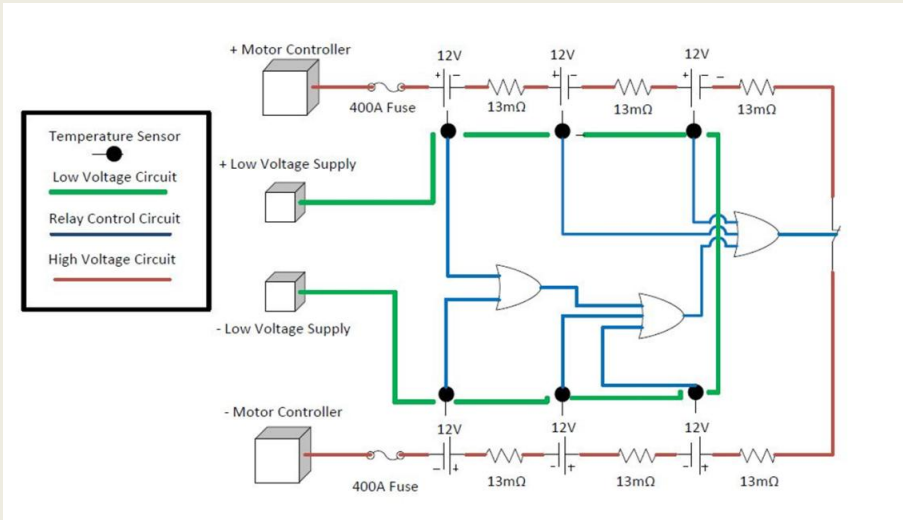 + Motor Controller
12V
12V
12V
+
−
+
−
+
−
−
400A Fuse
13mΩ
13mΩ
13mΩ
Temperature Sensor
Low Voltage Circuit
Relay Control Circuit
High Voltage Circuit
+ Low Voltage Supply
- Low Voltage Supply
- Motor Controller
12V
12V
12V
−
+
−
+
−
+
400A Fuse
13mΩ
13mΩ
13mΩ